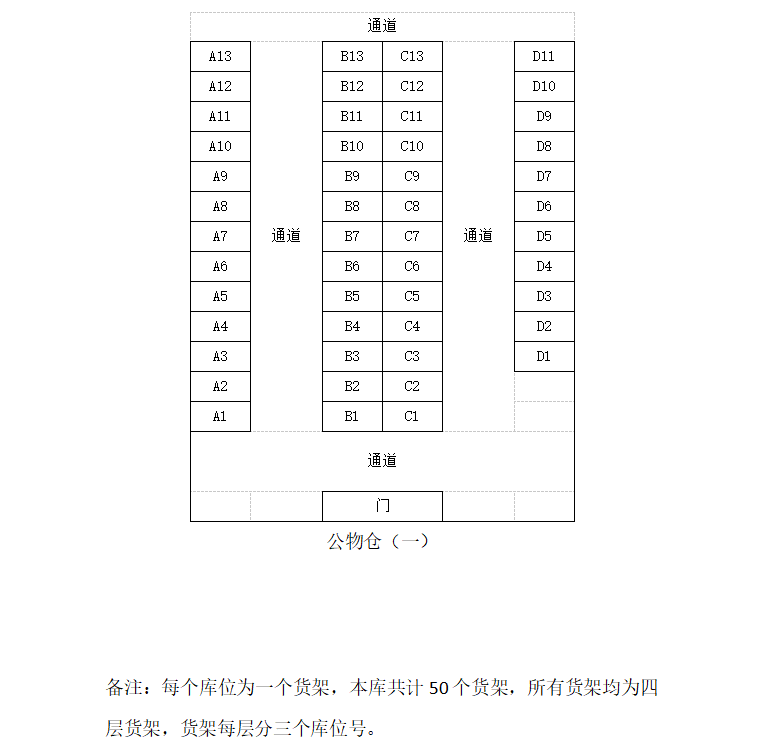 通道
A13 B13 C13 D11
A12 B12 C12 D10
A11 B11 C11 D9
A10 B10 C10 D8
A9 B9 C9 D7
A8 B8 C8 D6
A7 通道 B7 C7 通道 D5
A6 B6 C6 D4
A5 B5 C5 D3
A4 B4 C4 D2
A3 B3 C3 D1
A2 B2 C2
A1 B1 C1
通道
门
公物仓（一）
备注：每个库位为一个货架，本库共计 50 个货架，所有货架均为四
层货架，货架每层分三个库位号。